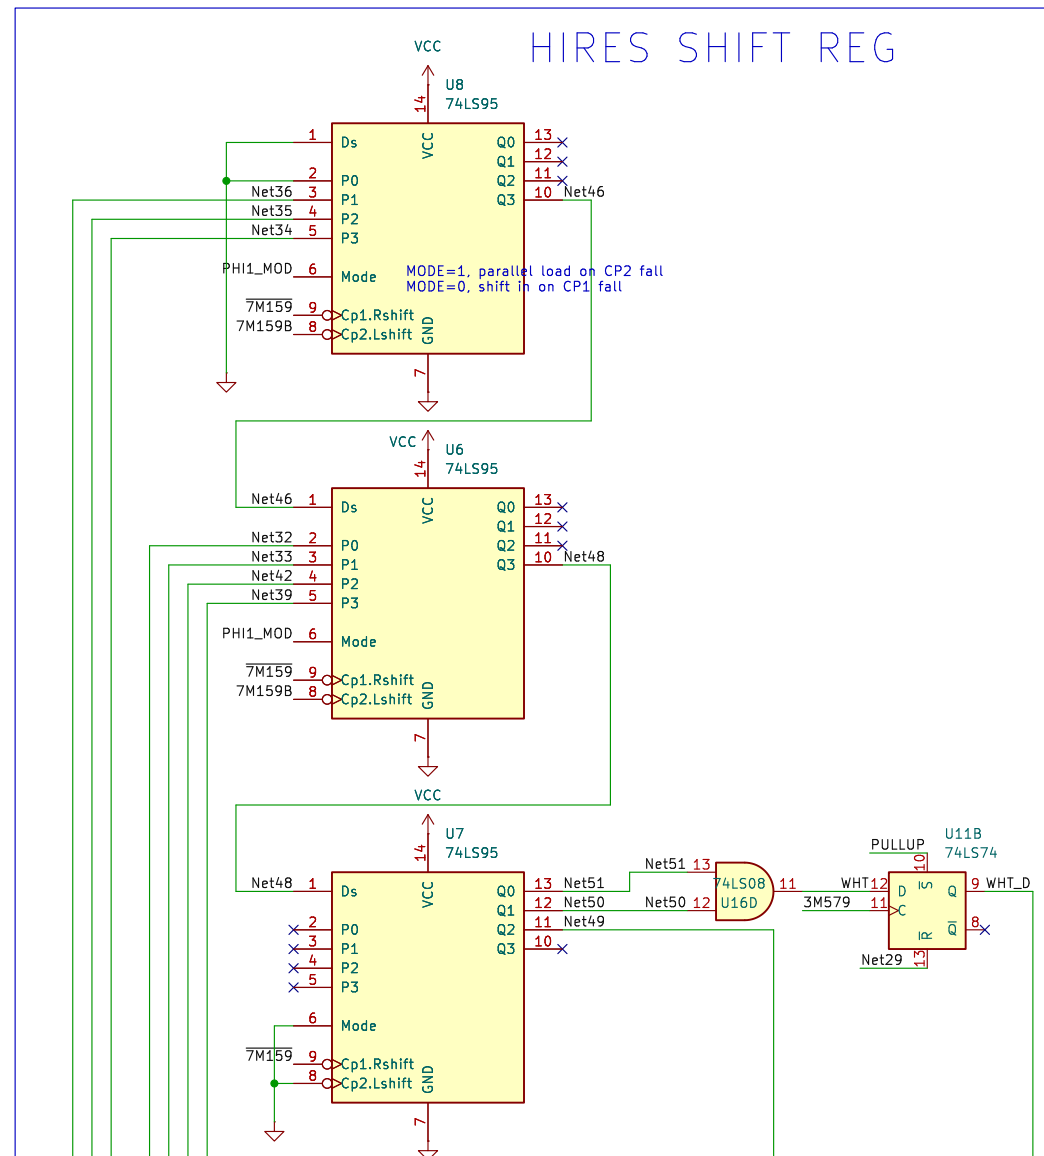 HIRES SHIFT REG
VCC
U8
74LS95
14
VCC
1 Ds Q0 13
Q1 12
2 P0 Q2 11
Net36 3 P1 Q3 10 Net46
Net35 4 P2
Net34 5 P3
PHI1_MOD 6 Mode
MODE=1, parallel load on CP2 fall
MODE=0, shift in on CP1 fall
7M159 9 Cp1.Rshift
7M159B 8 Cp2.Lshift
GND
7
VCC
U6
74LS95
14
VCC
Net46 1 Ds Q0 13
Q1 12
Net32 2 P0 Q2 11
Net33 3 P1 Q3 10 Net48
Net42 4 P2
Net39 5 P3
PHI1_MOD 6 Mode
7M159 9 Cp1.Rshift
7M159B 8 Cp2.Lshift
GND
7
VCC
U7
74LS95
14
VCC
Net48 1 Ds Q0 13 Net51
Q1 12 Net50
2 P0 Q2 11 Net49
3 P1 Q3 10
4 P2
5 P3
6 Mode
7M159 9 Cp1.Rshift
8 Cp2.Lshift
GND
7
Net51 13
74LS08 11
Net50 12 U16D
U11B
74LS74
PULLUP
10
S
WHT 12 D Q 9 WHT_D
3M579 11 C
Q 8
R
Net29 13